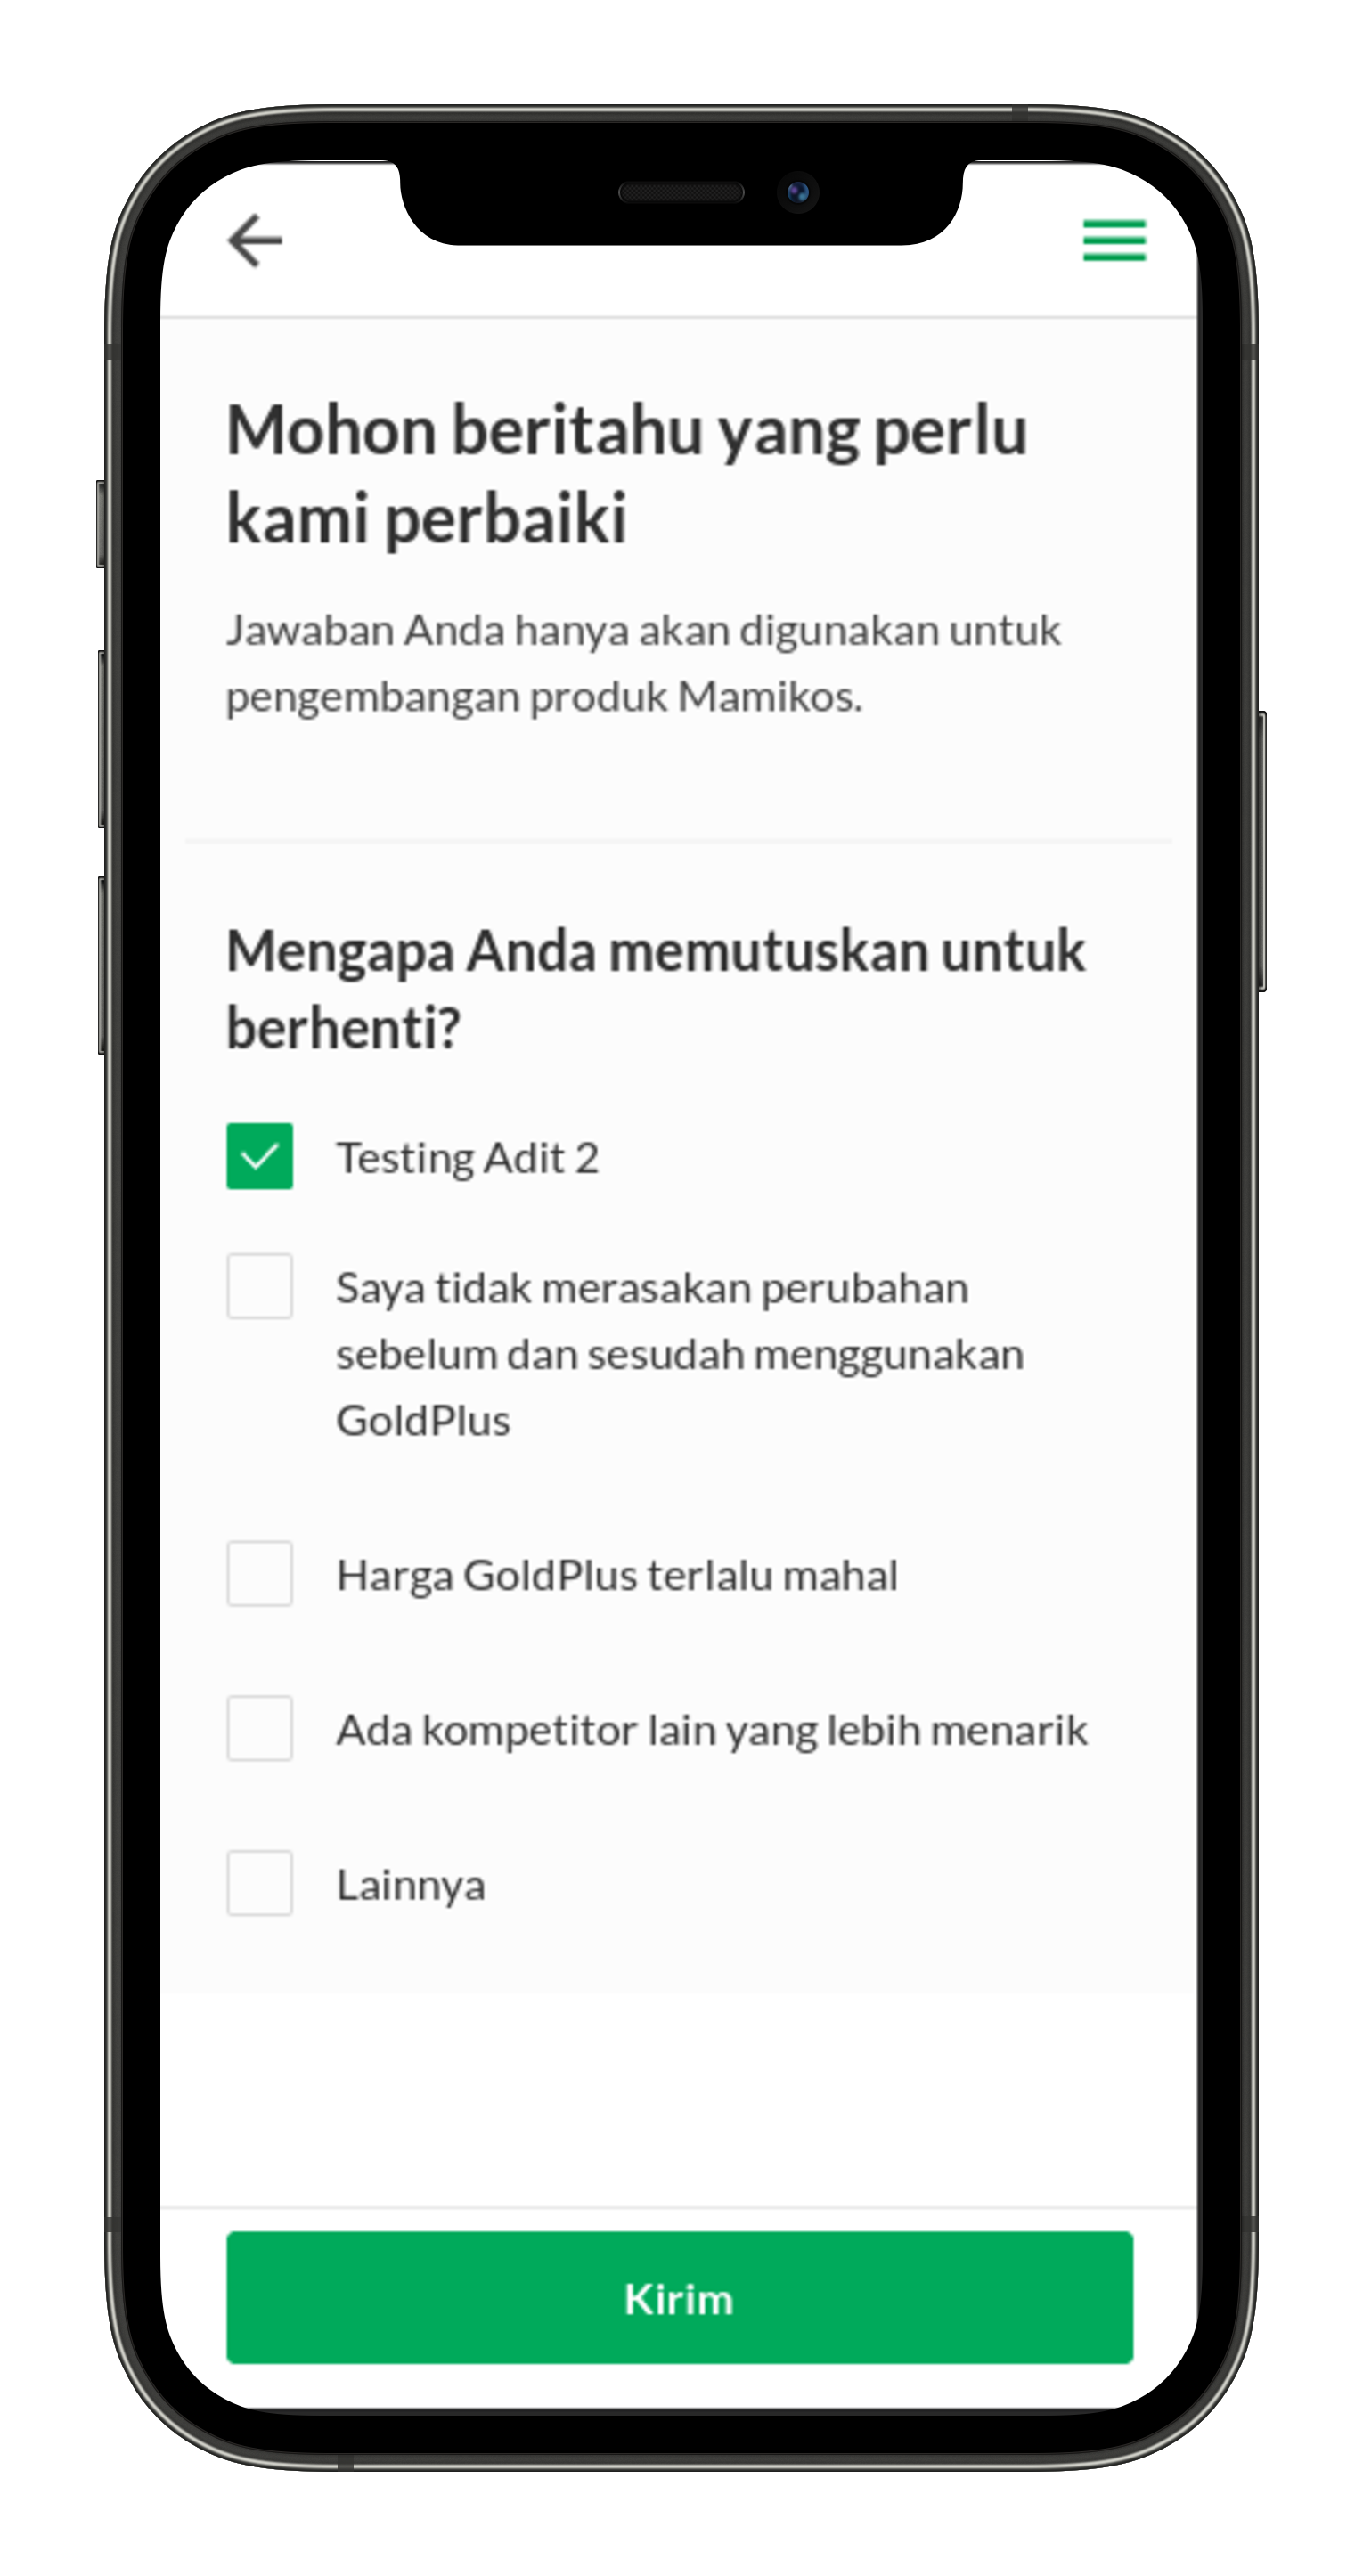 Mohon beritahu yang perlu
kami perbaiki
Jawaban Anda hanya akan digunakan untuk
pengembangan produk Mamikos.
Mengapa Anda memutuskan untuk
berhenti?
Testing Adit 2
Saya tidak merasakan perubahan
sebelum dan sesudah menggunakan
GoldPlus
Harga GoldPlus terlalu mahal
Ada kompetitor lain yang lebih menarik
Lainnya
Kirim